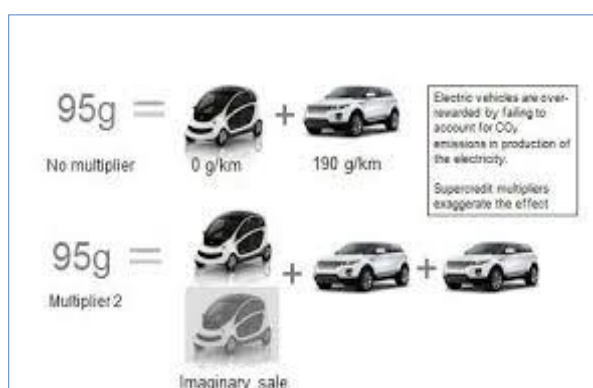 95g = + 
No multiplier 0 g/km 190 g/km
Electric vehicles are over-
rewarded by failing to
account for CO₂
emissions in production of
the electricity.
Supercredit multipliers
exaggerate the effect
95g = + +
Multiplier 2
Imaginary sale